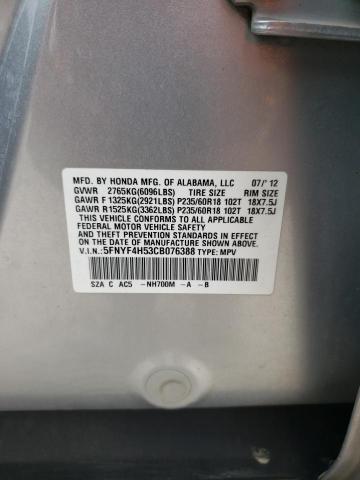 MFD. BY HONDA MFG. OF ALABAMA, LLC 07/'12
GVWR 2765KG(6096LBS) TIRE SIZE RIM SIZE
GAWR F 1325KG(2921LBS) P235/60R18 102T 18X7.5J
GAWR R 1525KG(3362LBS) P235/60R18 102T 18X7.5J
THIS VEHICLE CONFORMS TO ALL APPLICABLE
FEDERAL MOTOR VEHICLE SAFETY
AND THEFT PREVENTION STANDARDS IN EFFECT
ON THE DATE OF MANUFACTURE SHOWN ABOVE.
V.I.N.: 5FNYF4H53CB076388 TYPE: MPV
SZA C AC5 -NH700M -A -B